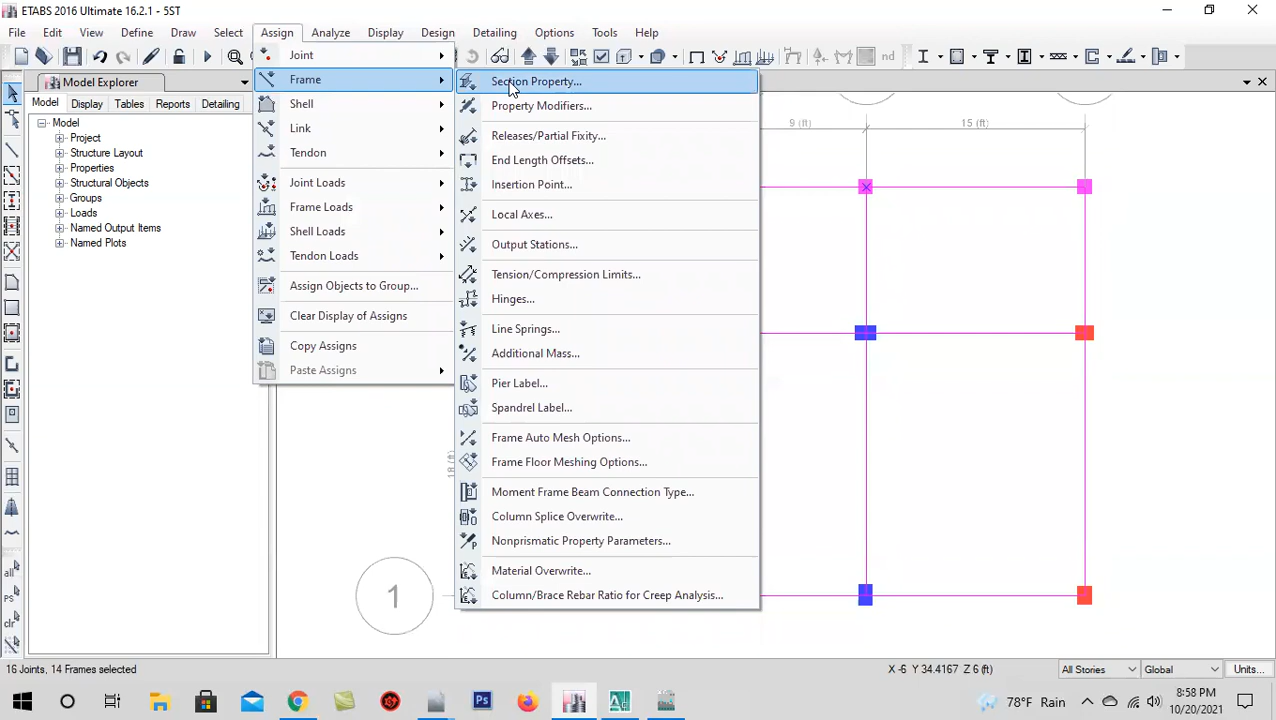 ETABS 2016 Ultimate 16.2.1 - 5ST
File Edit View Define Draw Select Assign Analyze Display Design Detailing Options Tools Help
nd
Model Explorer
Model Display Tables Reports Detailing
Model
Project
Structure Layout
Properties
Structural Objects
Groups
Loads
Named Output Items
Named Plots
Joint
Frame
Shell
Link
Tendon
Joint Loads
Frame Loads
Shell Loads
Tendon Loads
Assign Objects to Group...
Clear Display of Assigns
Copy Assigns
Paste Assigns
Section Property...
Property Modifiers...
Releases/Partial Fixity...
End Length Offsets...
Insertion Point...
Local Axes...
Output Stations...
Tension/Compression Limits...
Hinges...
Line Springs...
Additional Mass...
Pier Label...
Spandrel Label...
Frame Auto Mesh Options...
Frame Floor Meshing Options...
Moment Frame Beam Connection Type...
Column Splice Overwrite...
Nonprismatic Property Parameters...
Material Overwrite...
Column/Brace Rebar Ratio for Creep Analysis...
9 (ft) 15 (ft)
18 (ft)
1
all
PS
clr
16 Joints, 14 Frames selected
X -6 Y 34.4167 Z 6 (ft)
All Stories
Global
Units...
Ps
78°F Rain
8:58 PM
10/20/2021